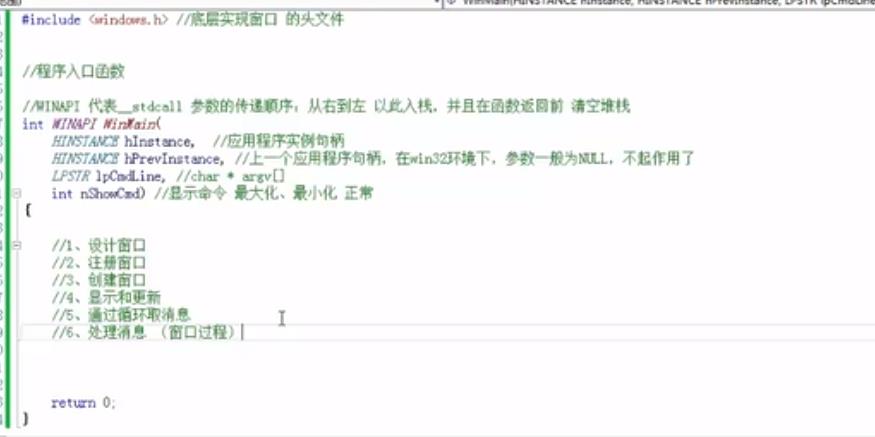 WinMain(HINSTANCE hInstance, HINSTANCE hPrevInstance, LPSTR lpCmdLine
#include <windows.h> //底层实现窗口 的头文件
//程序入口函数
//WINAPI 代表__stdcall 参数的传递顺序：从右到左 以此入栈，并且在函数返回前 清空堆栈
int WINAPI WinMain(
HINSTANCE hInstance, //应用程序实例句柄
HINSTANCE hPrevInstance, //上一个应用程序句柄，在win32环境下，参数一般为NULL，不起作用了
LPSTR lpCmdLine, //char * argv[]
int nShowCmd) //显示命令 最大化、最小化 正常
{
//1、设计窗口
//2、注册窗口
//3、创建窗口
//4、显示和更新
//5、通过循环取消息
//6、处理消息 （窗口过程）
return 0;
}